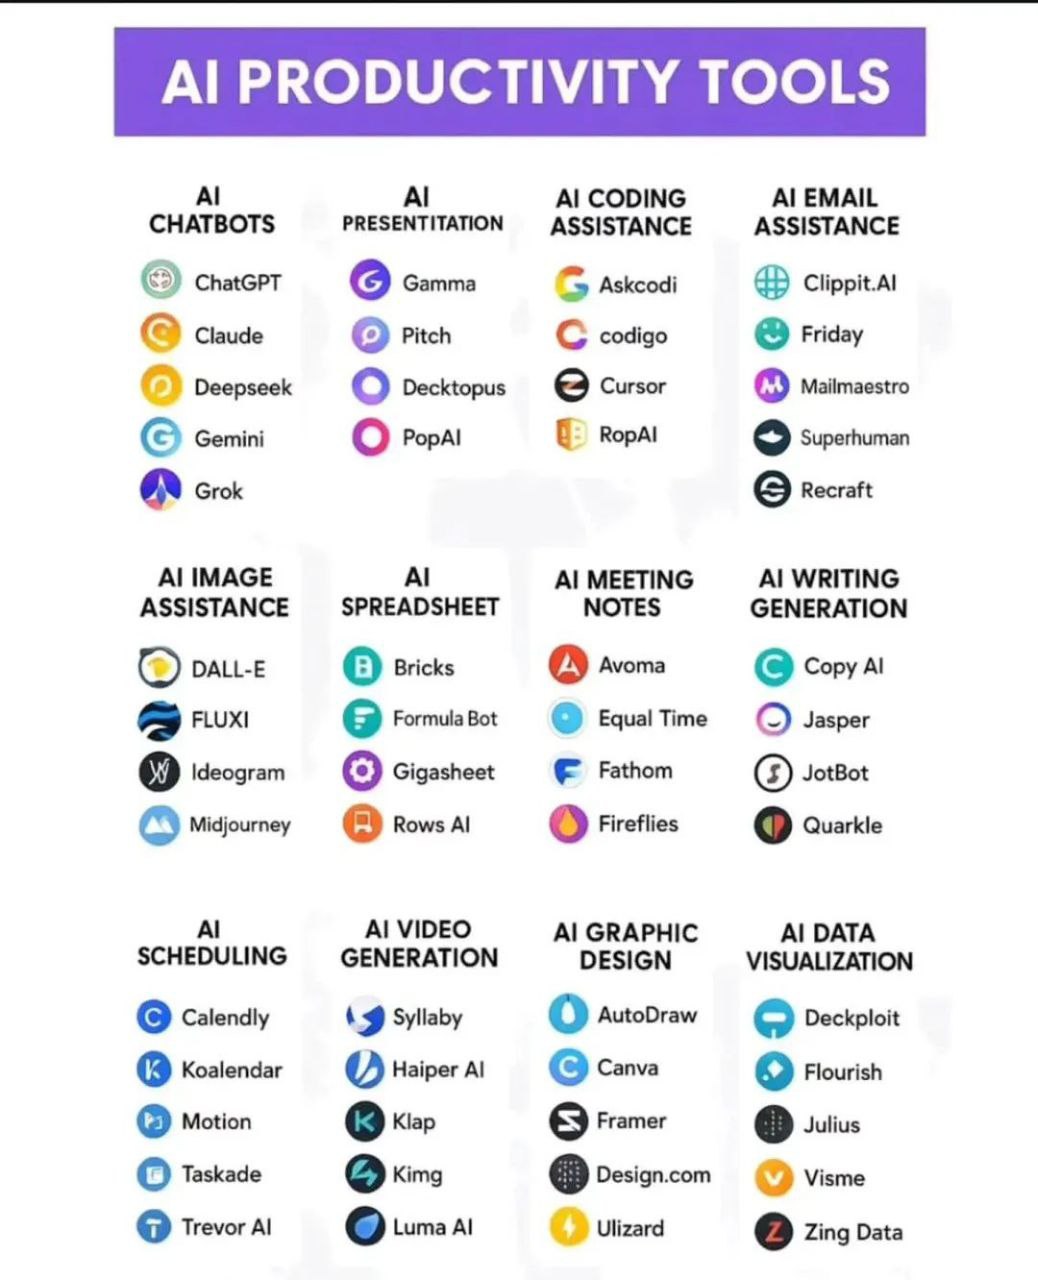 AI PRODUCTIVITY TOOLS
AI
CHATBOTS
ChatGPT
Claude
Deepseek
Gemini
Grok
AI
PRESENTITATION
Gamma
Pitch
Decktopus
PopAI
AI CODING
ASSISTANCE
Askcodi
codigo
Cursor
RopAI
AI EMAIL
ASSISTANCE
Clippit.AI
Friday
Mailmaestro
Superhuman
Recraft
AI IMAGE
ASSISTANCE
DALL-E
FLUXI
Ideogram
Midjourney
AI
SPREADSHEET
Bricks
Formula Bot
Gigasheet
Rows AI
AI MEETING
NOTES
Avoma
Equal Time
Fathom
Fireflies
AI WRITING
GENERATION
Copy AI
Jasper
JotBot
Quarkle
AI
SCHEDULING
Calendly
Koalendar
Motion
Taskade
Trevor AI
AI VIDEO
GENERATION
Syllaby
Haiper AI
Klap
Kimg
Luma AI
AI GRAPHIC
DESIGN
AutoDraw
Canva
Framer
Design.com
Ulizard
AI DATA
VISUALIZATION
Deckploit
Flourish
Julius
Visme
Zing Data